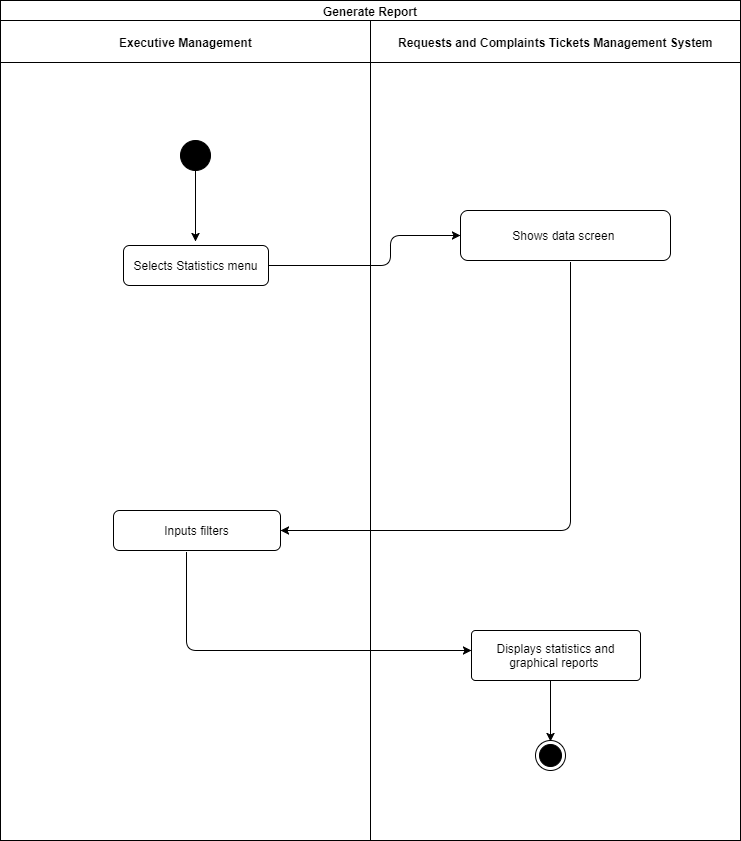 Generate Report
Executive Management
Requests and Complaints Tickets Management System
Shows data screen
Selects Statistics menu
Inputs filters
Displays statistics and
graphical reports